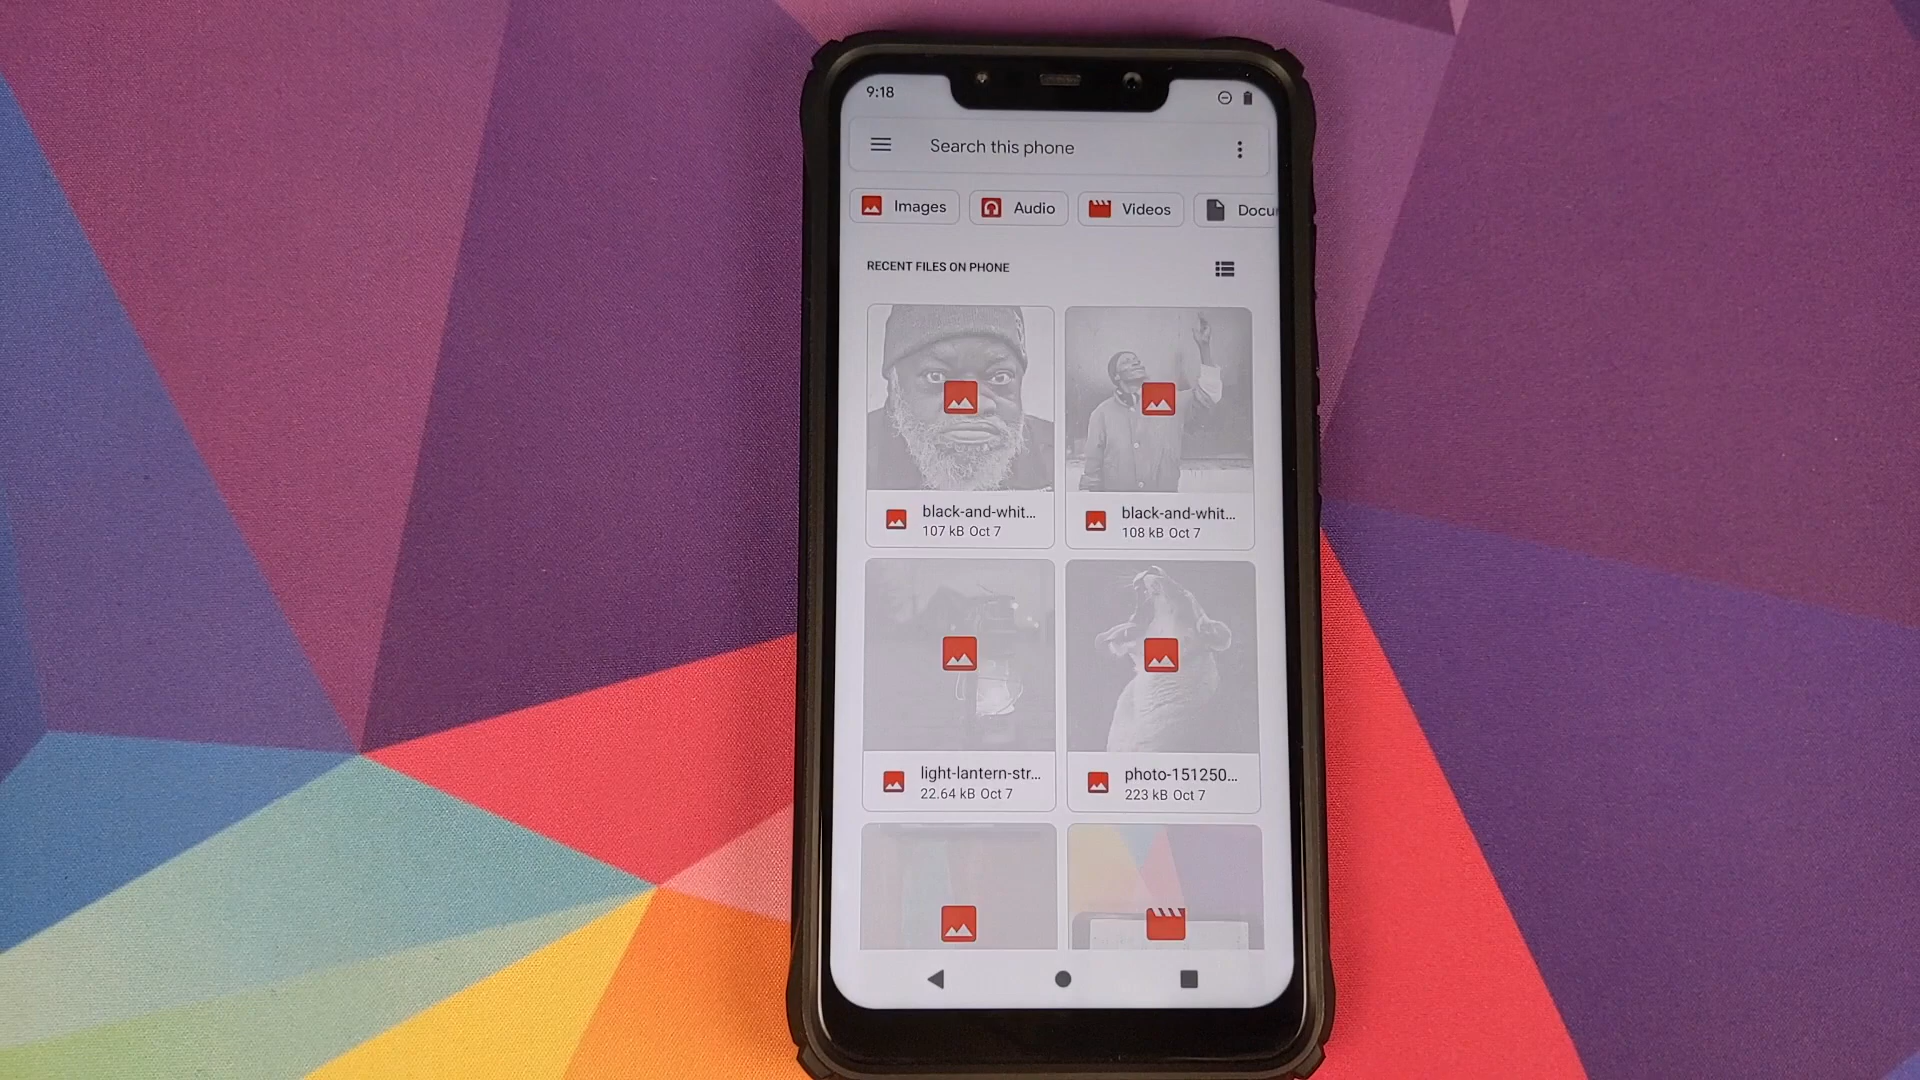 9:18
Search this phone
Images
Audio
Videos
Docu
RECENT FILES ON PHONE
black-and-whit...
107 kB Oct 7
black-and-whit...
108 kB Oct 7
light-lantern-str...
22.64 kB Oct 7
photo-151250...
223 kB Oct 7